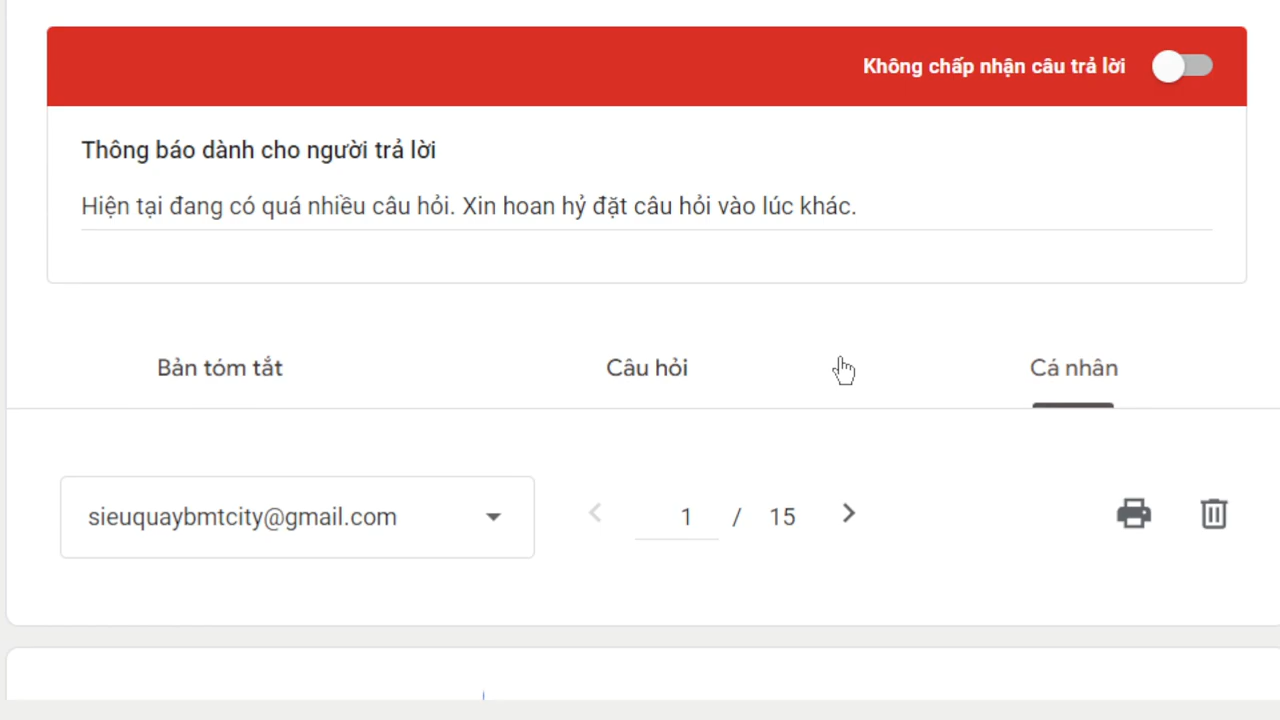 Không chấp nhận câu trả lời
Thông báo dành cho người trả lời
Hiện tại đang có quá nhiều câu hỏi. Xin hoan hỷ đặt câu hỏi vào lúc khác.
Bản tóm tắt Câu hỏi Cá nhân
sieuquaybmtcity@gmail.com 1 / 15